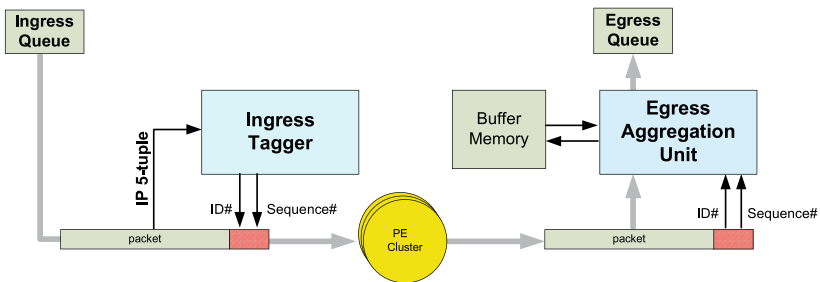 Ingress
Queue
Egress
Queue
IP 5-tuple
Ingress
Tagger
Buffer
Memory
Egress
Aggregation
Unit
ID#
Sequence#
ID#
Sequence#
packet
PE
Cluster
packet